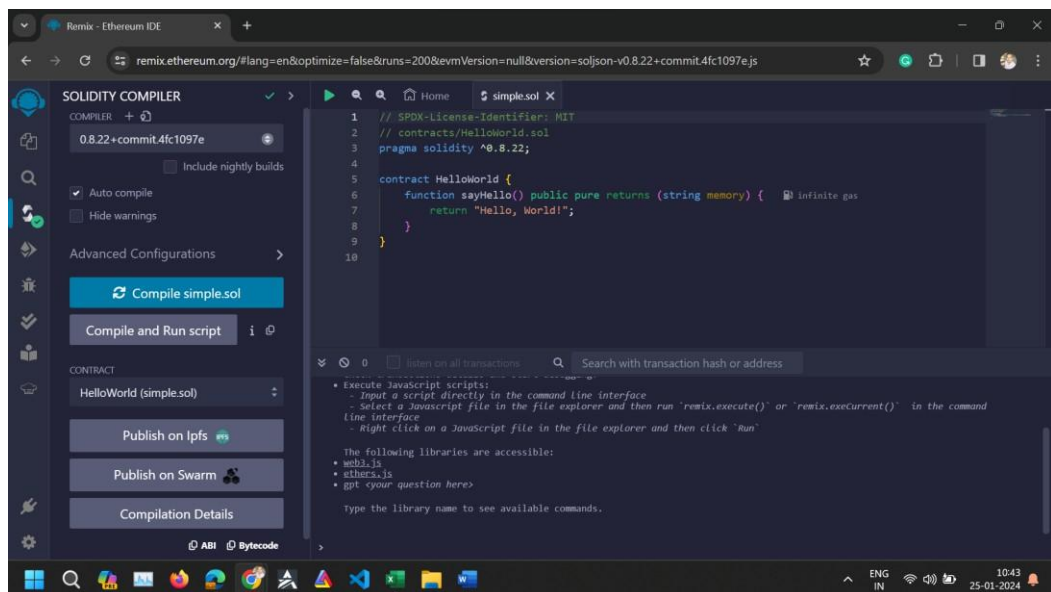 Remix - Ethereum IDE
remix.ethereum.org/#lang=en&optimize=false&runs=200&evmVersion=null&version=soljson-v0.8.22+commit.4fc1097e.js
SOLIDITY COMPILER
COMPILER
0.8.22+commit.4fc1097e
Include nightly builds
Auto compile
Hide warnings
Advanced Configurations
Compile simple.sol
Compile and Run script
CONTRACT
HelloWorld (simple.sol)
Publish on Ipfs
Publish on Swarm
Compilation Details
ABI Bytecode
Home simple.sol
1 // SPDX-License-Identifier: MIT
2 // contracts/HelloWorld.sol
3 pragma solidity ^0.8.22;
4
5 contract HelloWorld {
6 function sayHello() public pure returns (string memory) { infinite gas
7 return "Hello, World!";
8 }
9 }
10
0 listen on all transactions Search with transaction hash or address
• Execute JavaScript scripts:
- Input a script directly in the command line interface
- Select a Javascript file in the file explorer and then run `remix.execute()` or `remix.exeCurrent()` in the command
line interface
- Right click on a JavaScript file in the file explorer and then click `Run`
The following libraries are accessible:
• web3.js
• ethers.js
• gpt <your question here>
Type the library name to see available commands.
>
ENG
IN
10:43
25-01-2024